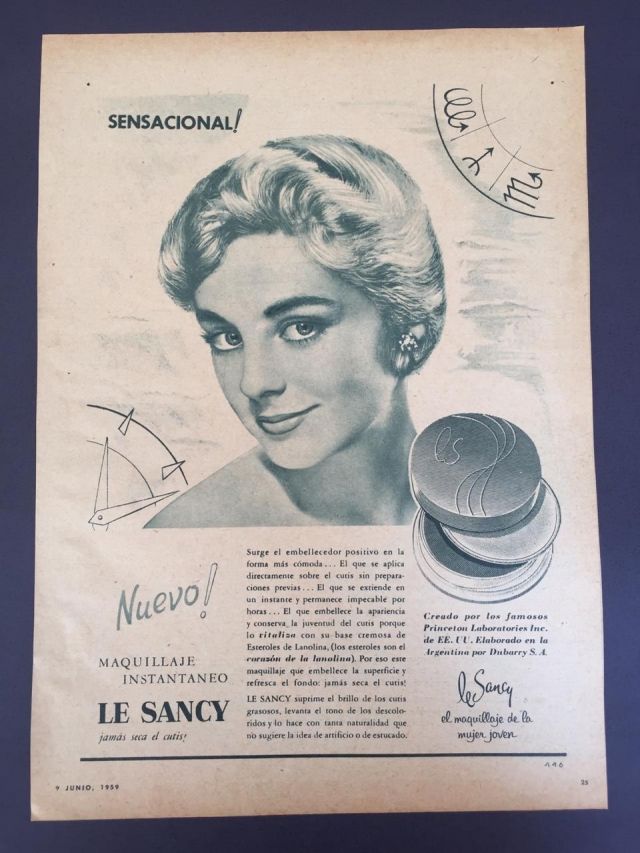 SENSACIONAL!
ls
Nuevo!
MAQUILLAJE
INSTANTANEO
LE SANCY
jamás seca el cutis!
Surge el embellecedor positivo en la
forma más cómoda... El que se aplica
directamente sobre el cutis sin prepara-
ciones previas... El que se extiende en
un instante y permanece impecable por
horas... El que embellece la apariencia
y conserva la juventud del cutis porque
lo vitaliza con su base cremosa de
Esteroles de Lanolina, (los esteroles son el
corazón de la lanolina). Por eso este
maquillaje que embellece la superficie y
refresca el fondo: jamás seca el cutis!
LE SANCY suprime el brillo de los cutis
grasosos, levanta el tono de los descolo-
ridos y lo hace con tanta naturalidad que
no sugiere la idea de artificio o de estucado.
Creado por los famosos
Princeton Laboratories Inc.
de EE. UU. Elaborado en la
Argentina por Dubarry S. A.
le Sancy
el maquillaje de la
mujer joven
9 JUNIO, 1959
25